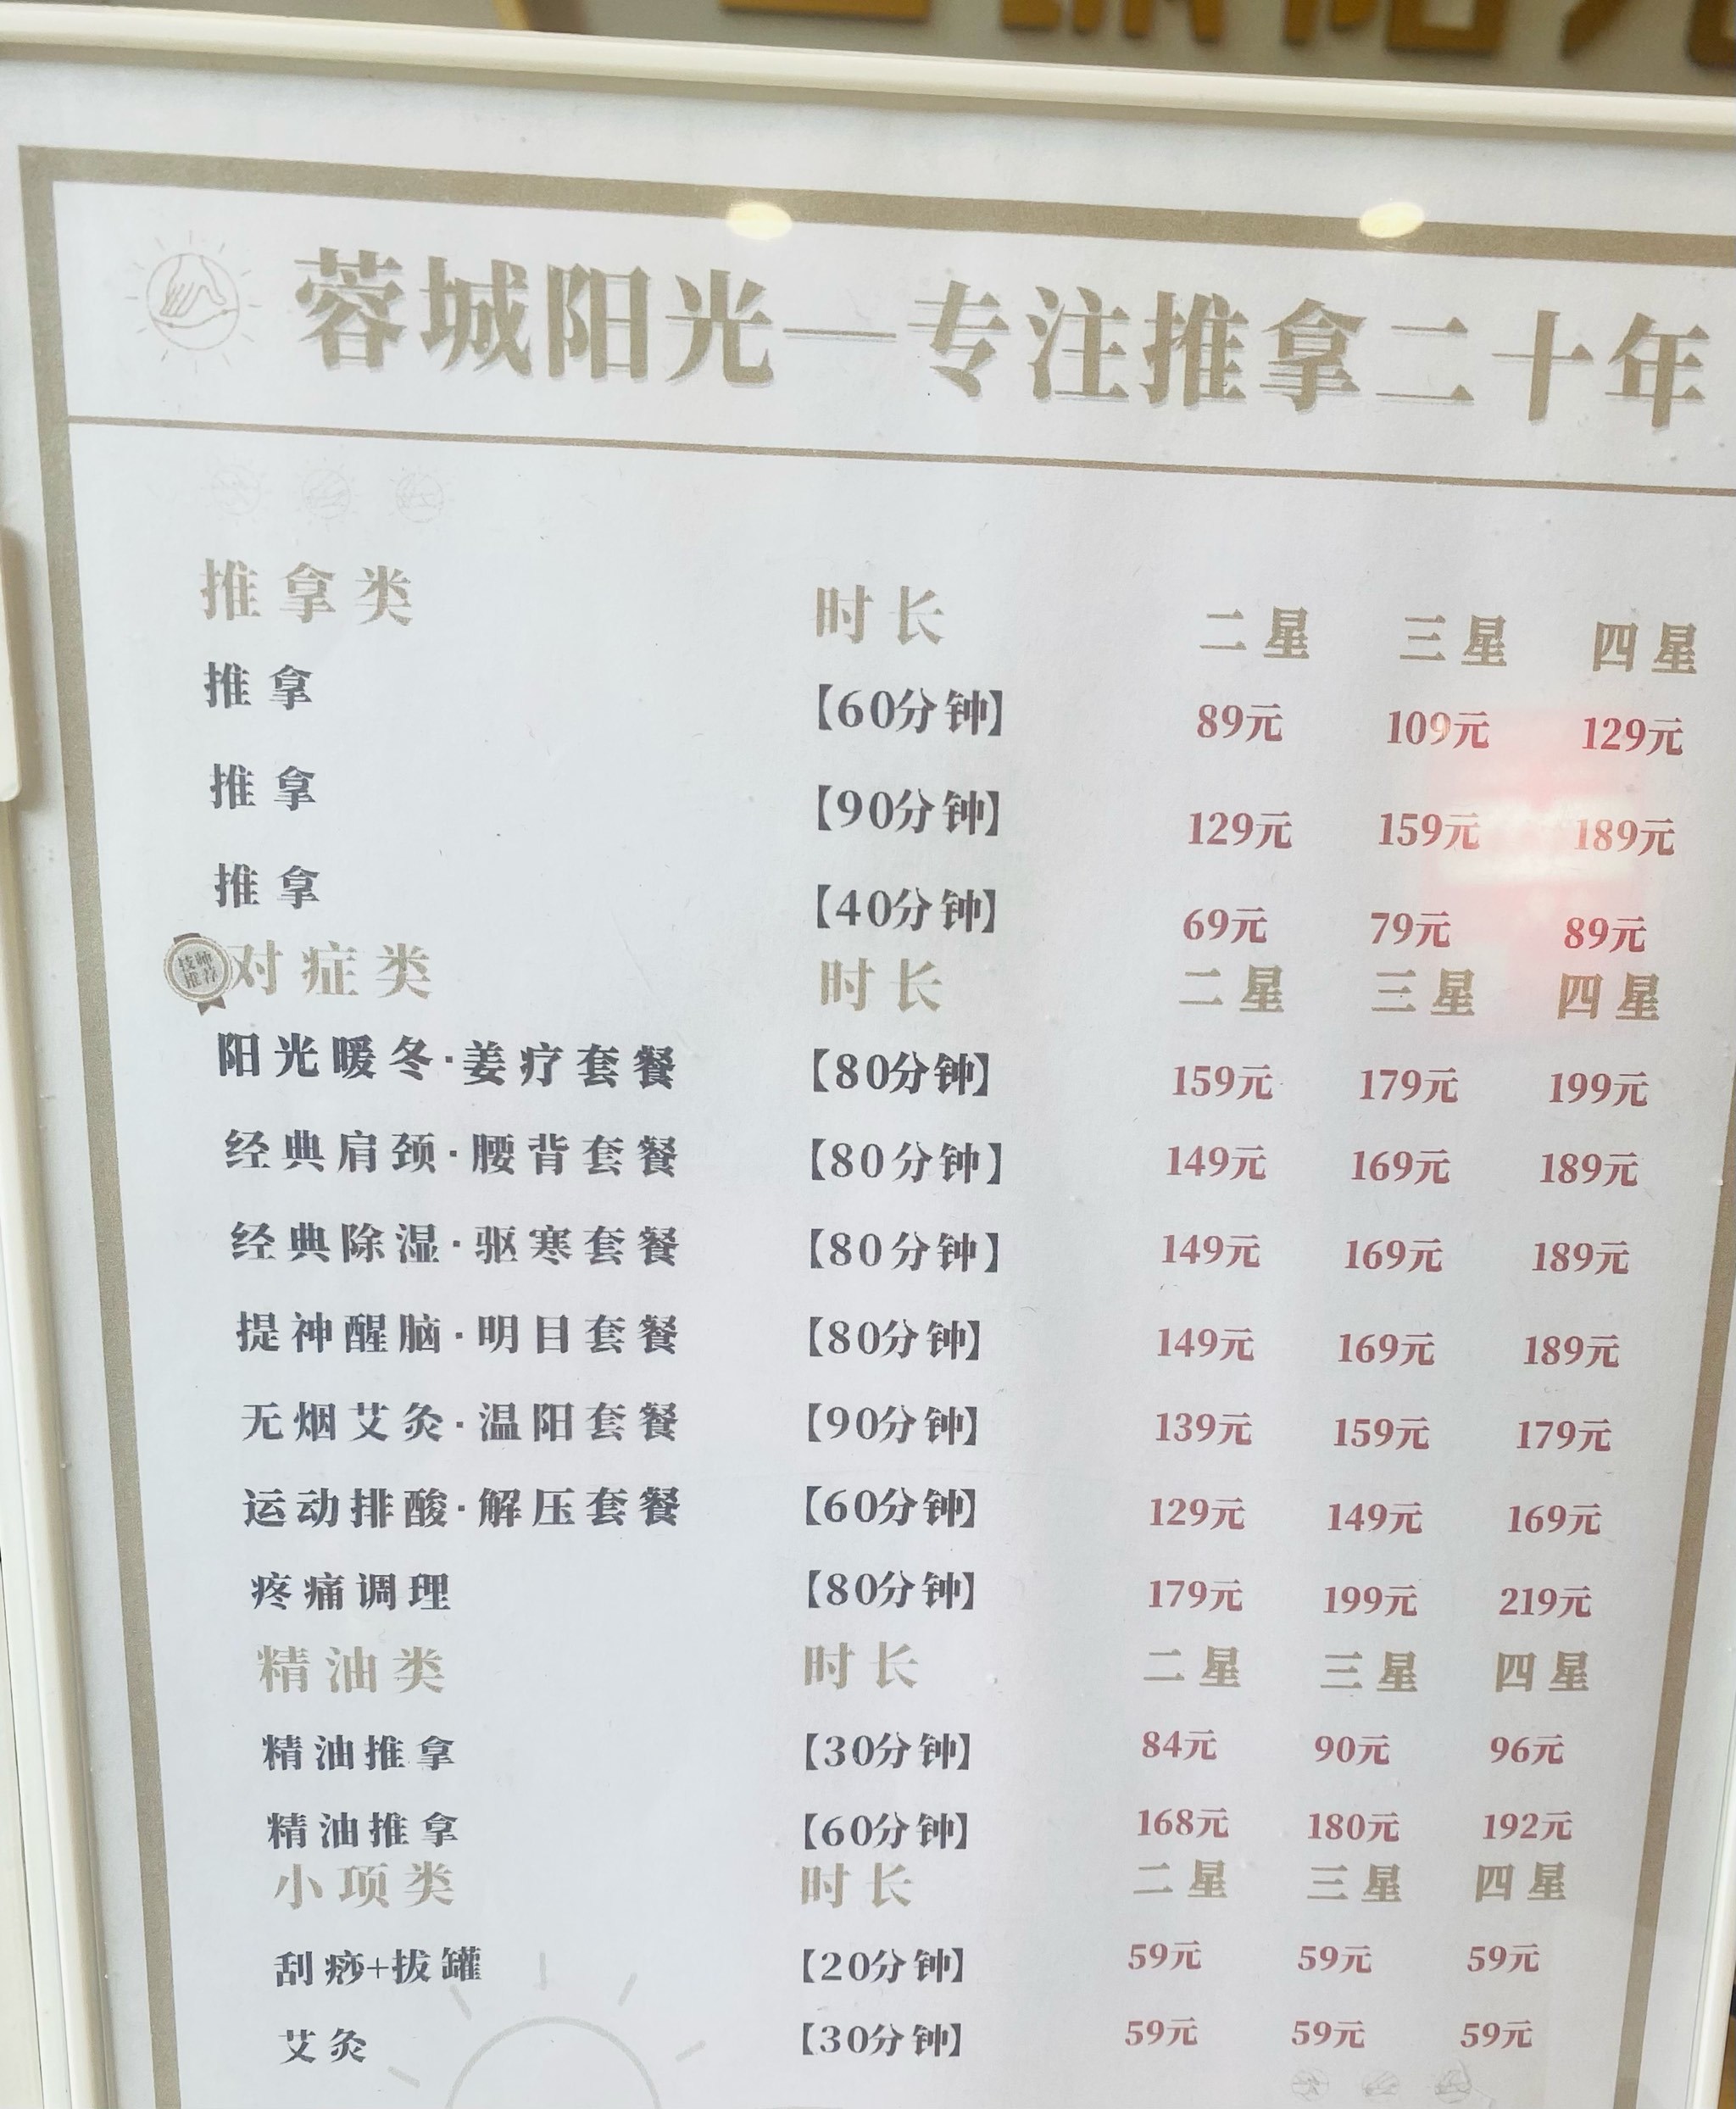 蓉城阳光—专注推拿二十年
推拿类 时长 二星 三星 四星
推拿 【60分钟】 89元 109元 129元
推拿 【90分钟】 129元 159元 189元
推拿 【40分钟】 69元 79元 89元
技师推荐
对症类 时长 二星 三星 四星
阳光暖冬·姜疗套餐 【80分钟】 159元 179元 199元
经典肩颈·腰背套餐 【80分钟】 149元 169元 189元
经典除湿·驱寒套餐 【80分钟】 149元 169元 189元
提神醒脑·明目套餐 【80分钟】 149元 169元 189元
无烟艾灸·温阳套餐 【90分钟】 139元 159元 179元
运动排酸·解压套餐 【60分钟】 129元 149元 169元
疼痛调理 【80分钟】 179元 199元 219元
精油类 时长 二星 三星 四星
精油推拿 【30分钟】 84元 90元 96元
精油推拿 【60分钟】 168元 180元 192元
小项类 时长 二星 三星 四星
刮痧+拔罐 【20分钟】 59元 59元 59元
艾灸 【30分钟】 59元 59元 59元